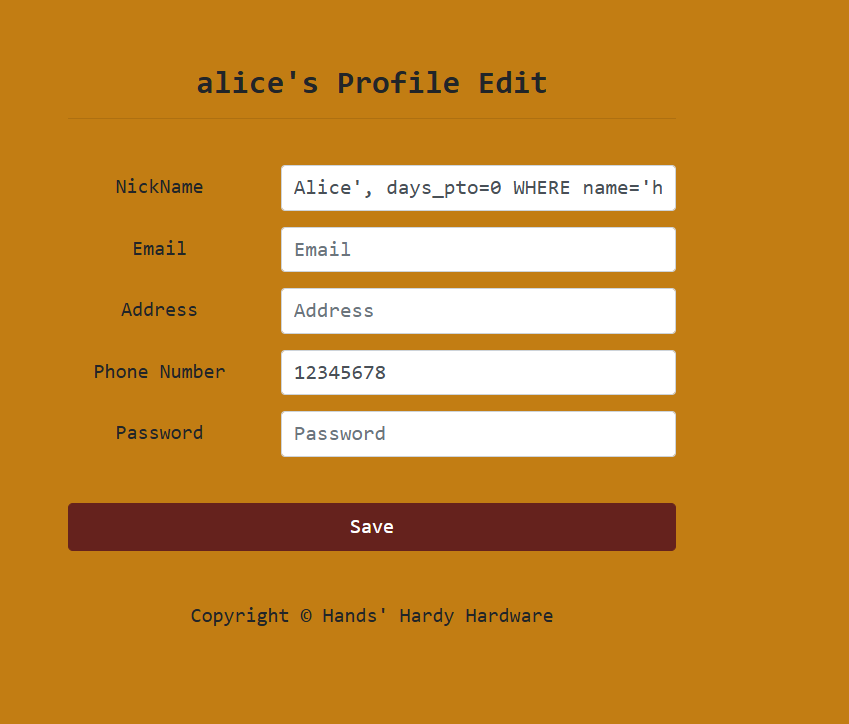 alice's Profile Edit
NickName Alice', days_pto=0 WHERE name='h
Email Email
Address Address
Phone Number 12345678
Password Password
Save
Copyright © Hands' Hardy Hardware